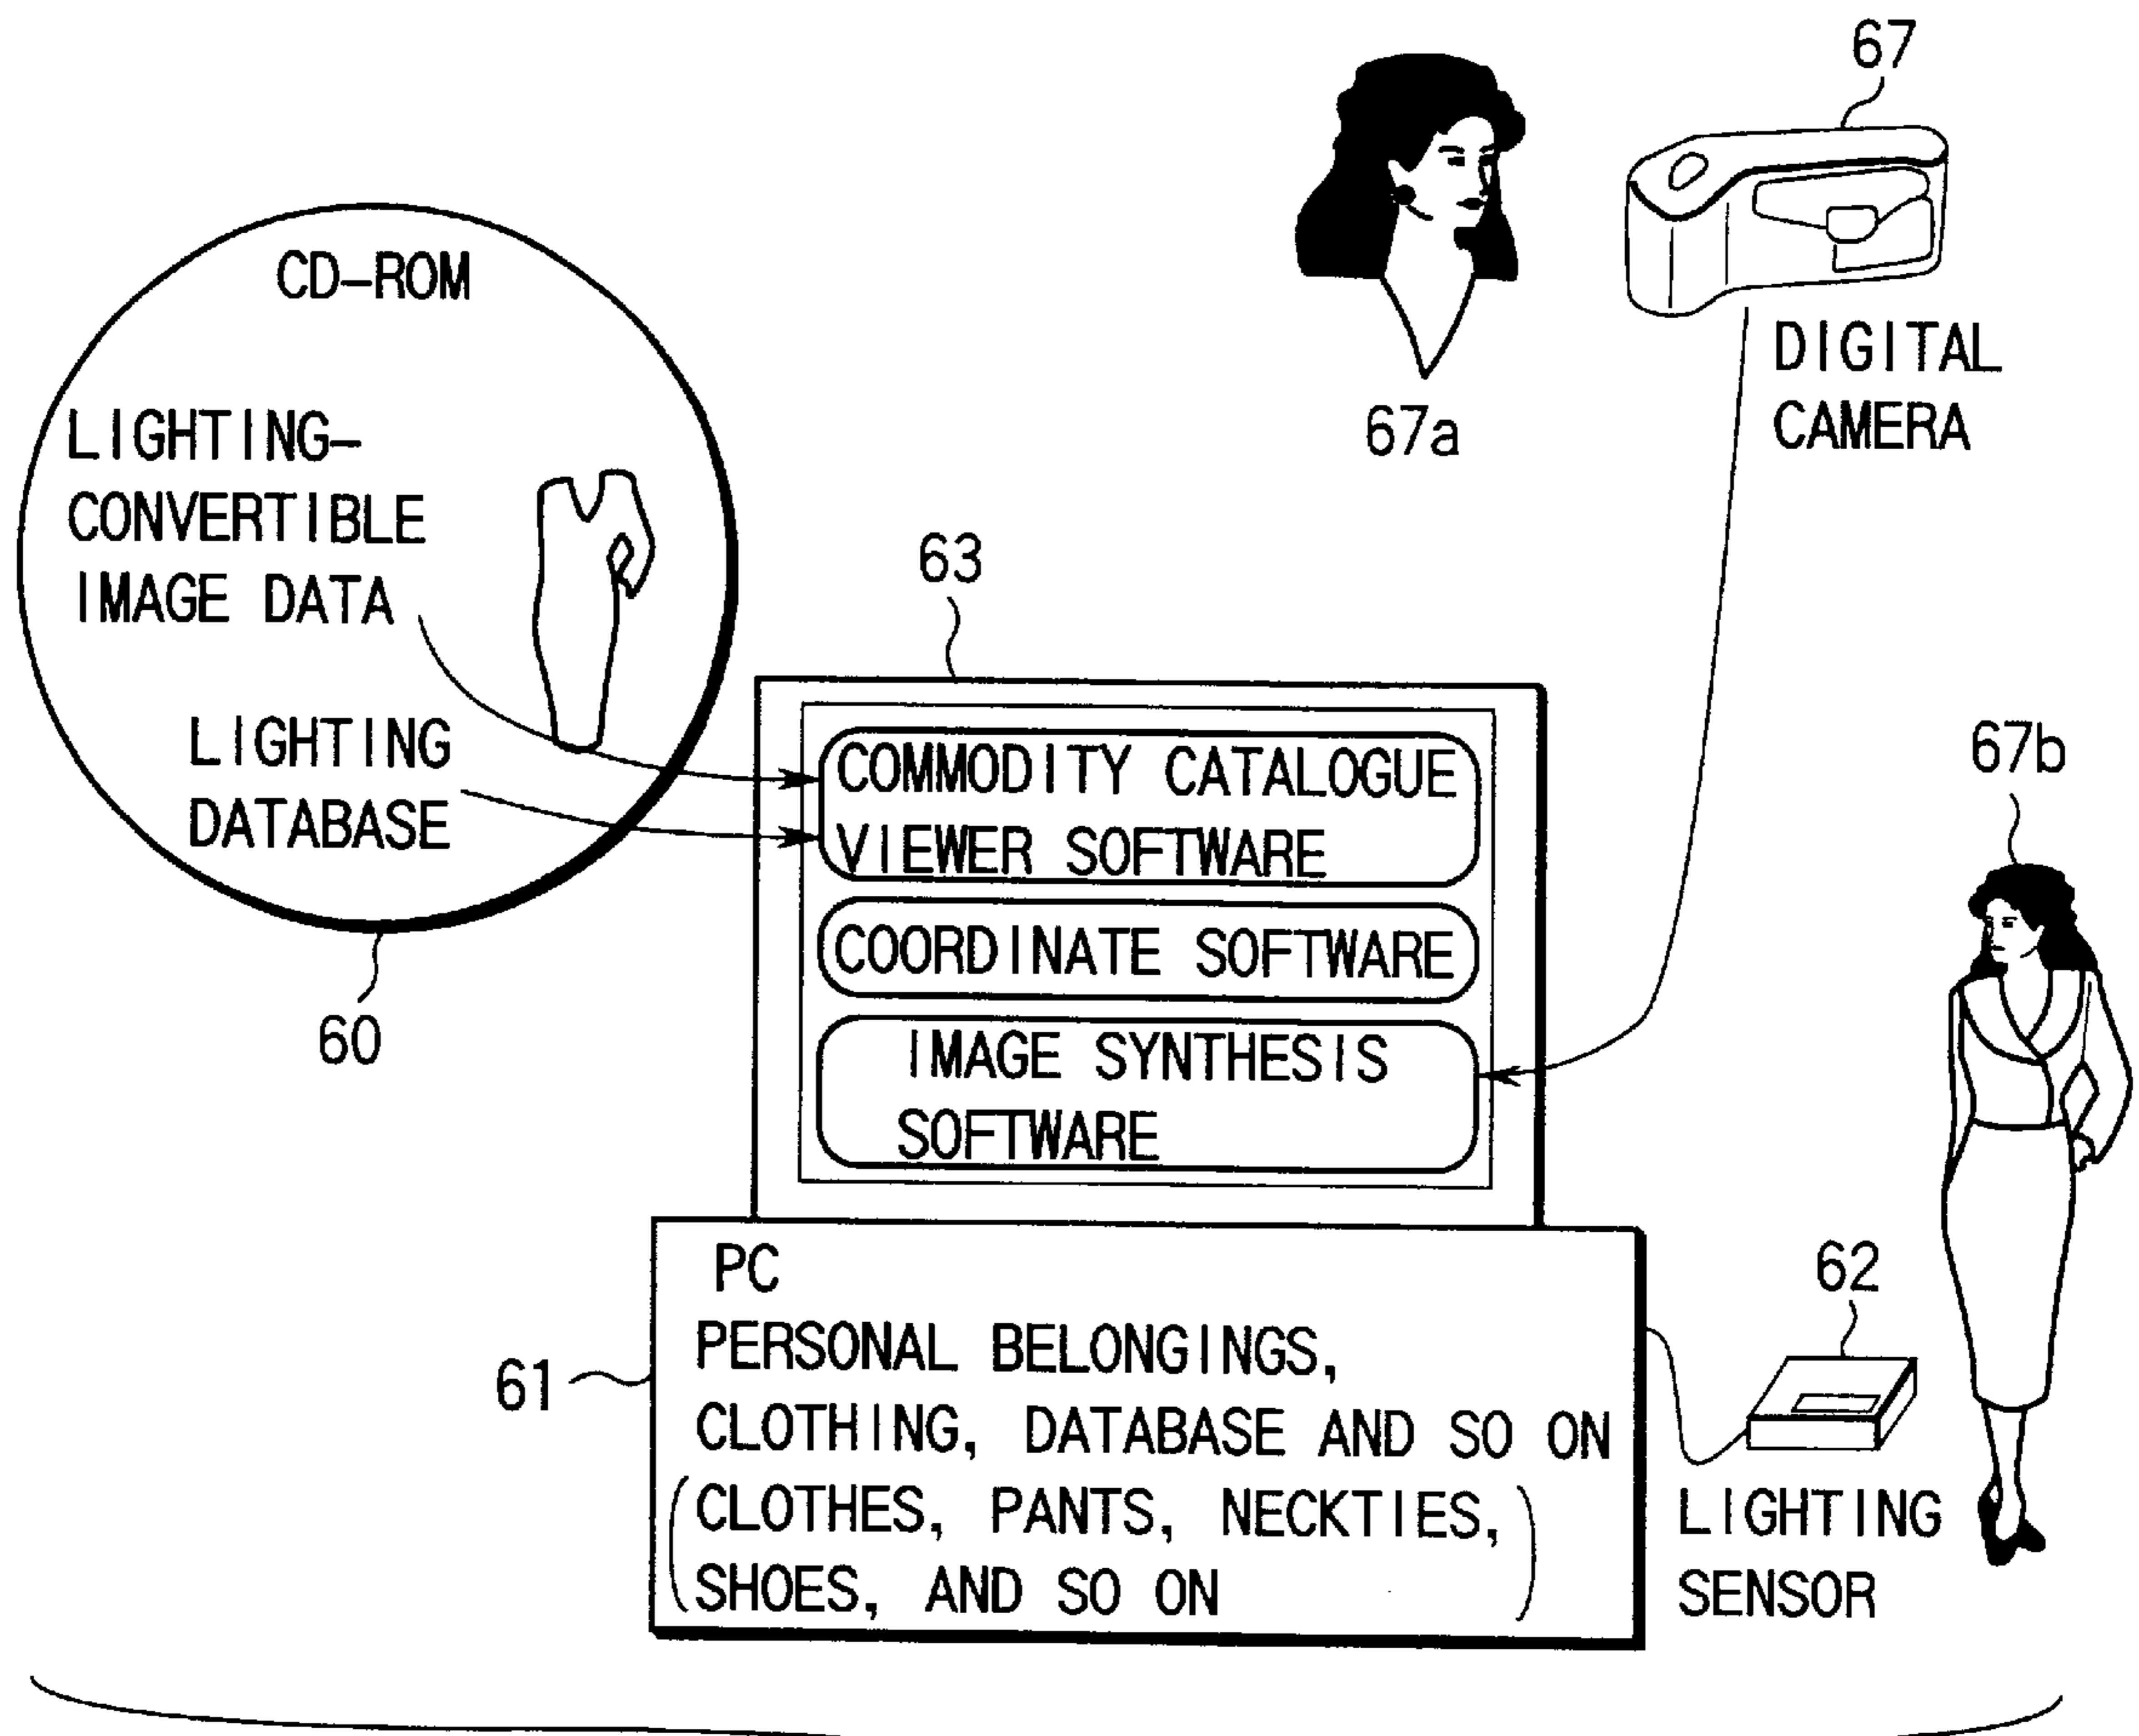 67
CD-ROM
DIGITAL
CAMERA
67a
LIGHTING-
CONVERTIBLE
IMAGE DATA
63
LIGHTING
DATABASE
COMMODITY CATALOGUE
VIEWER SOFTWARE
67b
COORDINATE SOFTWARE
60
IMAGE SYNTHESIS
SOFTWARE
PC
PERSONAL BELONGINGS,
CLOTHING, DATABASE AND SO ON
(CLOTHES, PANTS, NECKTIES,
SHOES, AND SO ON)
61
62
LIGHTING
SENSOR